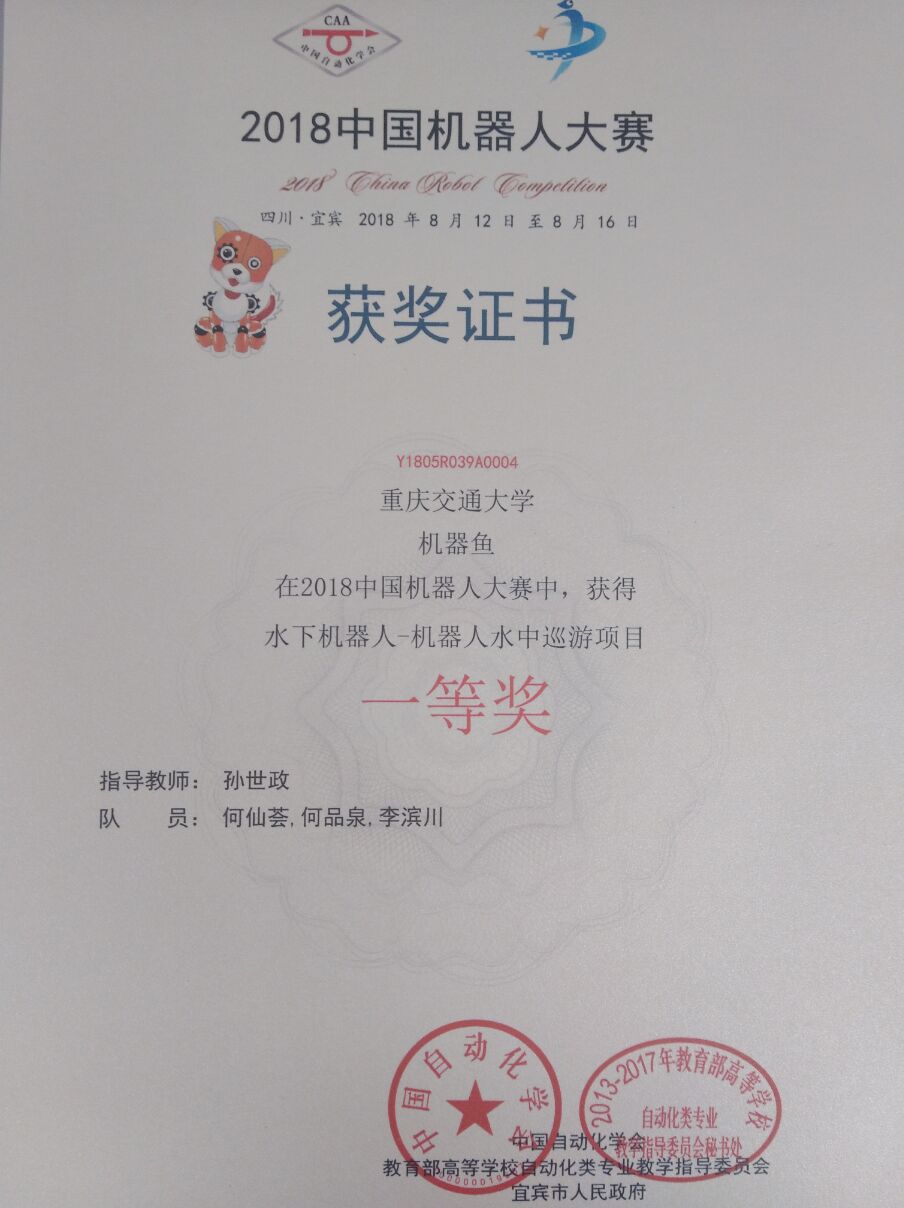 CAA
中国自动化学会
2018中国机器人大赛
2018 China Robot Competition
四川·宜宾 2018 年 8 月 12 日 至 8 月 16 日
获奖证书
Y1805R039A0004
重庆交通大学
机器鱼
在2018中国机器人大赛中，获得
水下机器人-机器人水中巡游项目
一等奖
指导教师： 孙世政
队 员： 何仙荟,何品泉,李滨川
中国自动化学会
2013-2017年教育部高等学校
自动化类专业
教学指导委员会秘书处
中国自动化学会
教育部高等学校自动化类专业教学指导委员会
宜宾市人民政府